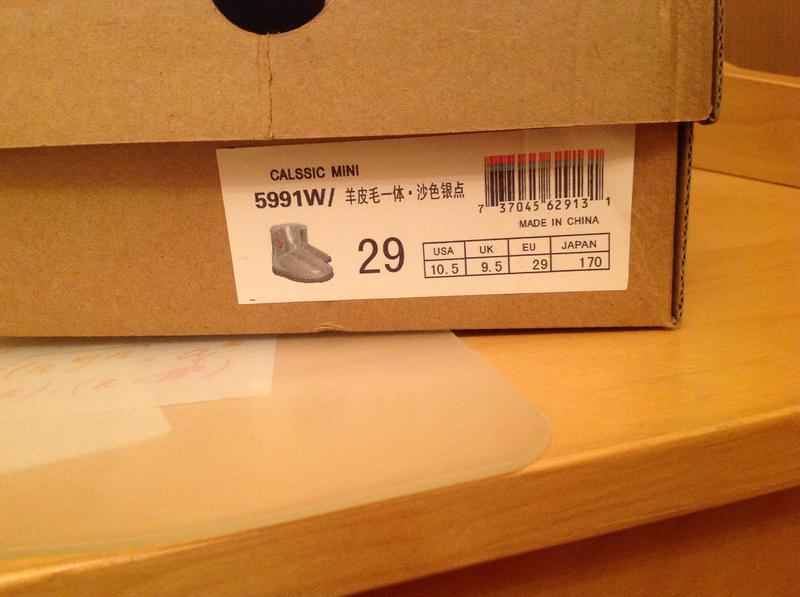 CALSSIC MINI
5991W/ 羊皮毛一体·沙色银点
7 37045 62913 1
MADE IN CHINA
29
USA UK EU JAPAN
10.5 9.5 29 170